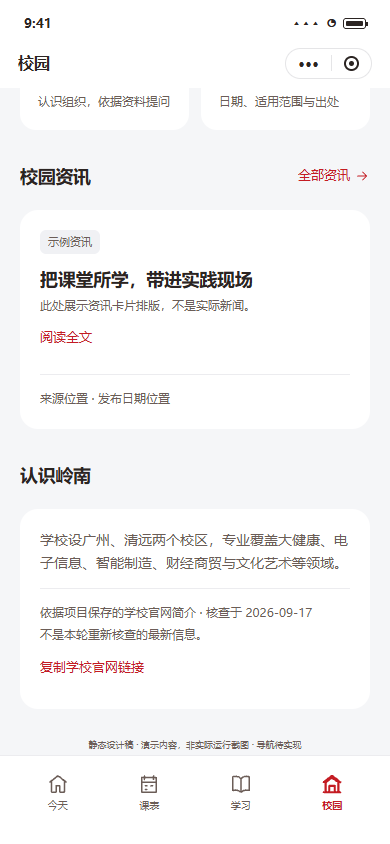 9:41
校园
认识组织，依据资料提问
日期、适用范围与出处
校园资讯
全部资讯 →
示例资讯
把课堂所学，带进实践现场
此处展示资讯卡片排版，不是实际新闻。
阅读全文
来源位置 · 发布日期位置
认识岭南
学校设广州、清远两个校区，专业覆盖大健康、电
子信息、智能制造、财经商贸与文化艺术等领域。
依据项目保存的学校官网简介 · 核查于 2026-09-17
不是本轮重新核查的最新信息。
复制学校官网链接
静态设计稿 · 演示内容，非实际运行截图 · 导航待实现
今天
课表
学习
校园